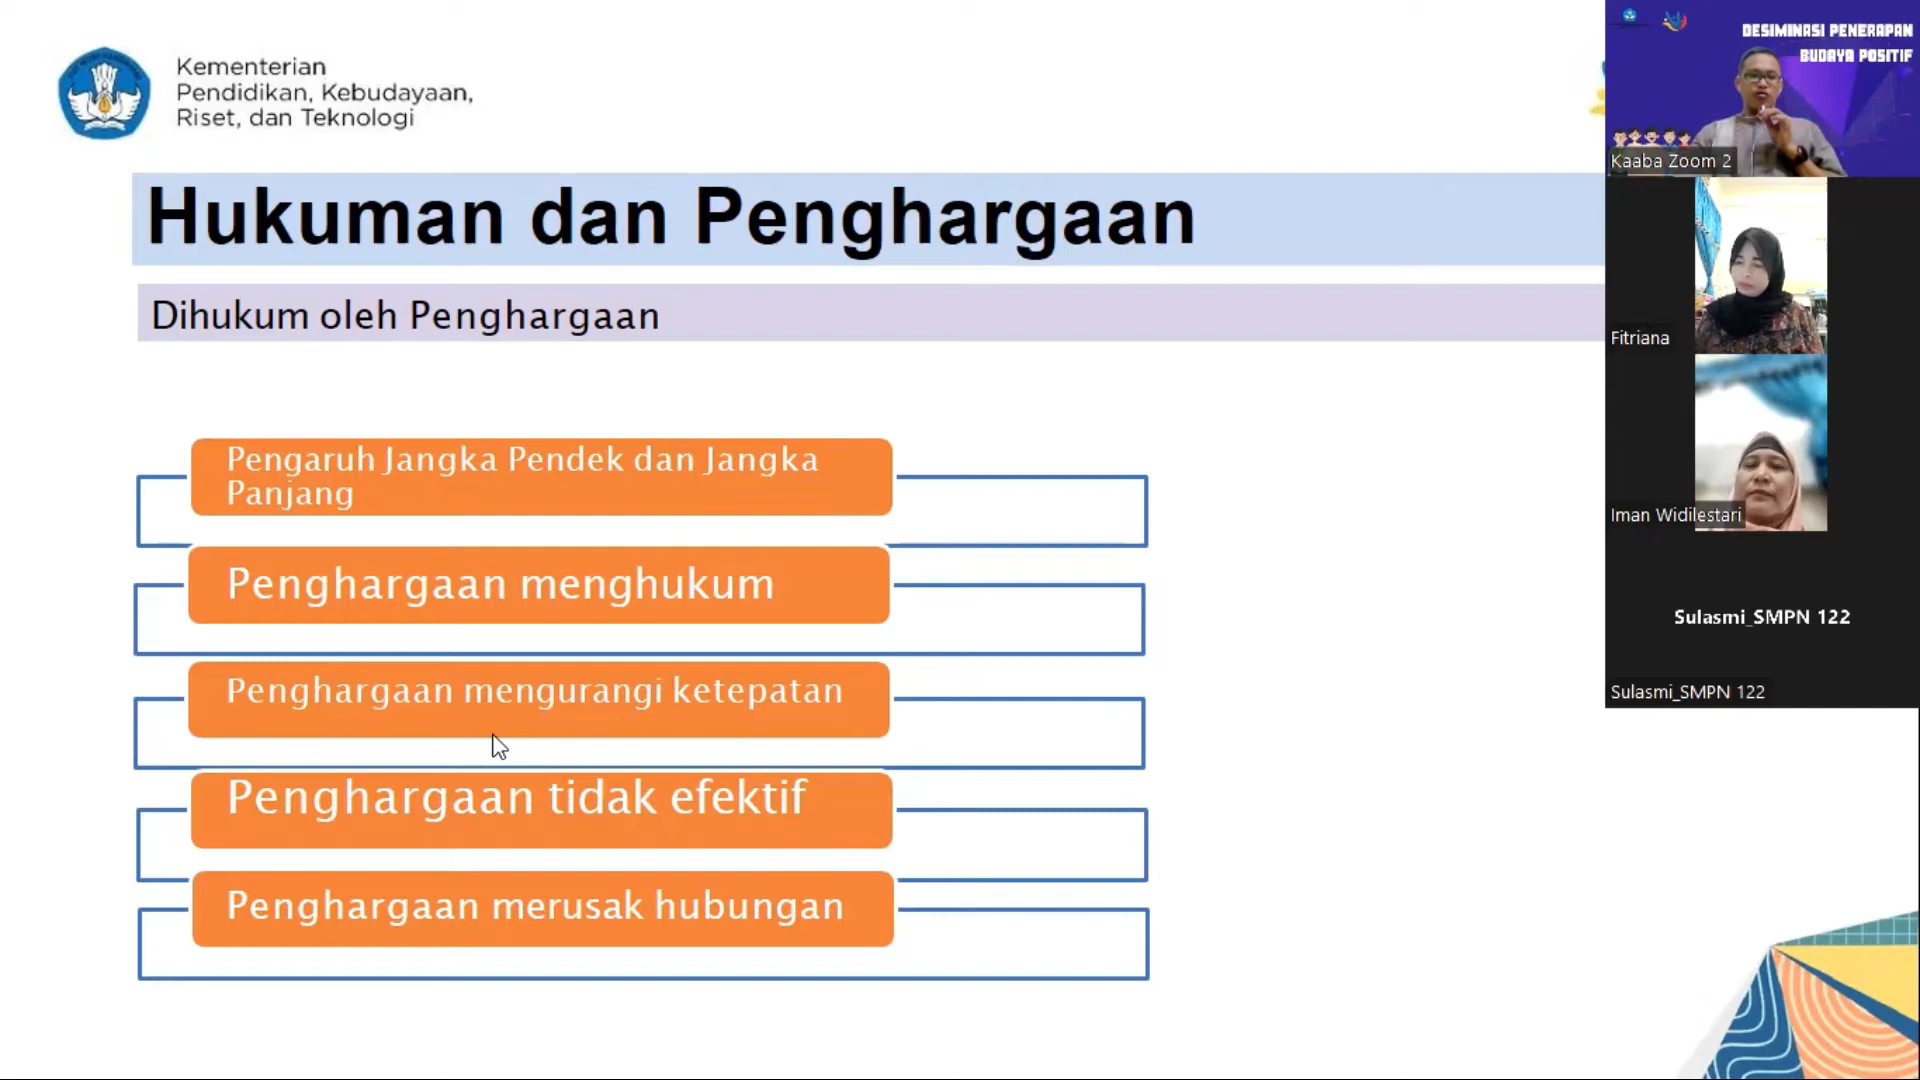 Kementerian
Pendidikan, Kebudayaan,
Riset, dan Teknologi
Hukuman dan Penghargaan
Dihukum oleh Penghargaan
Pengaruh Jangka Pendek dan Jangka
Panjang
Penghargaan menghukum
Penghargaan mengurangi ketepatan
Penghargaan tidak efektif
Penghargaan merusak hubungan
DESIMINASI PENERAPAN
BUDAYA POSITIF
Kaaba Zoom 2
Fitriana
Iman Widilestari
Sulasmi_SMPN 122
Sulasmi_SMPN 122